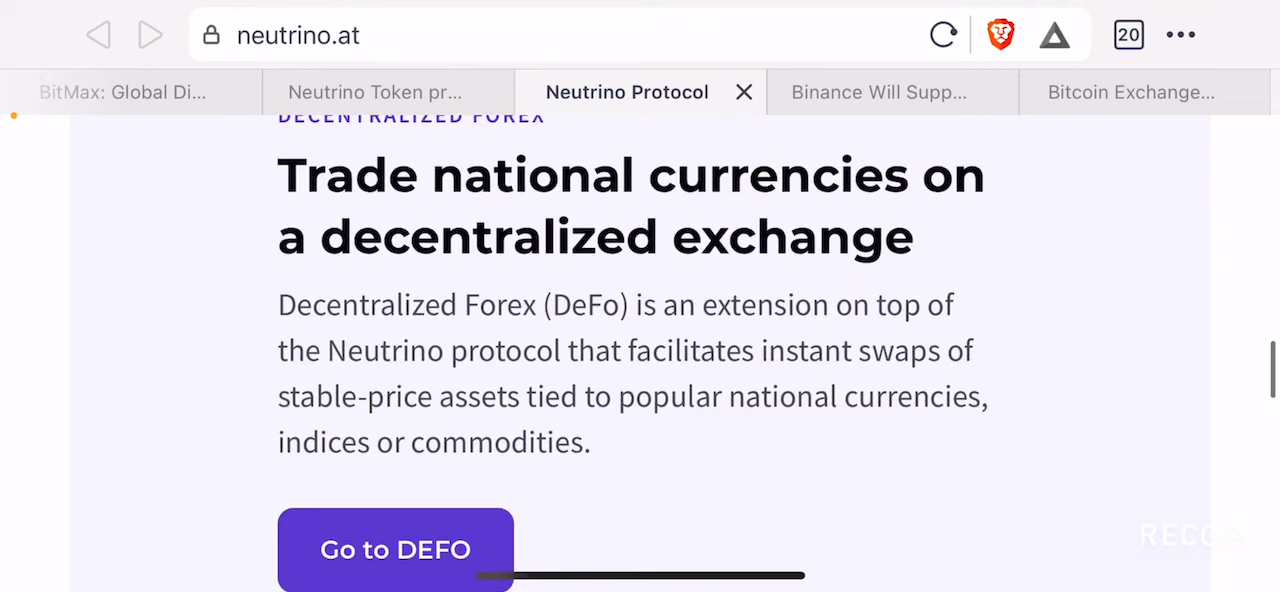 neutrino.at
20
BitMax: Global Di...
Neutrino Token pr...
Neutrino Protocol
Binance Will Supp...
Bitcoin Exchange...
DECENTRALIZED FOREX
Trade national currencies on
a decentralized exchange
Decentralized Forex (DeFo) is an extension on top of
the Neutrino protocol that facilitates instant swaps of
stable-price assets tied to popular national currencies,
indices or commodities.
Go to DEFO